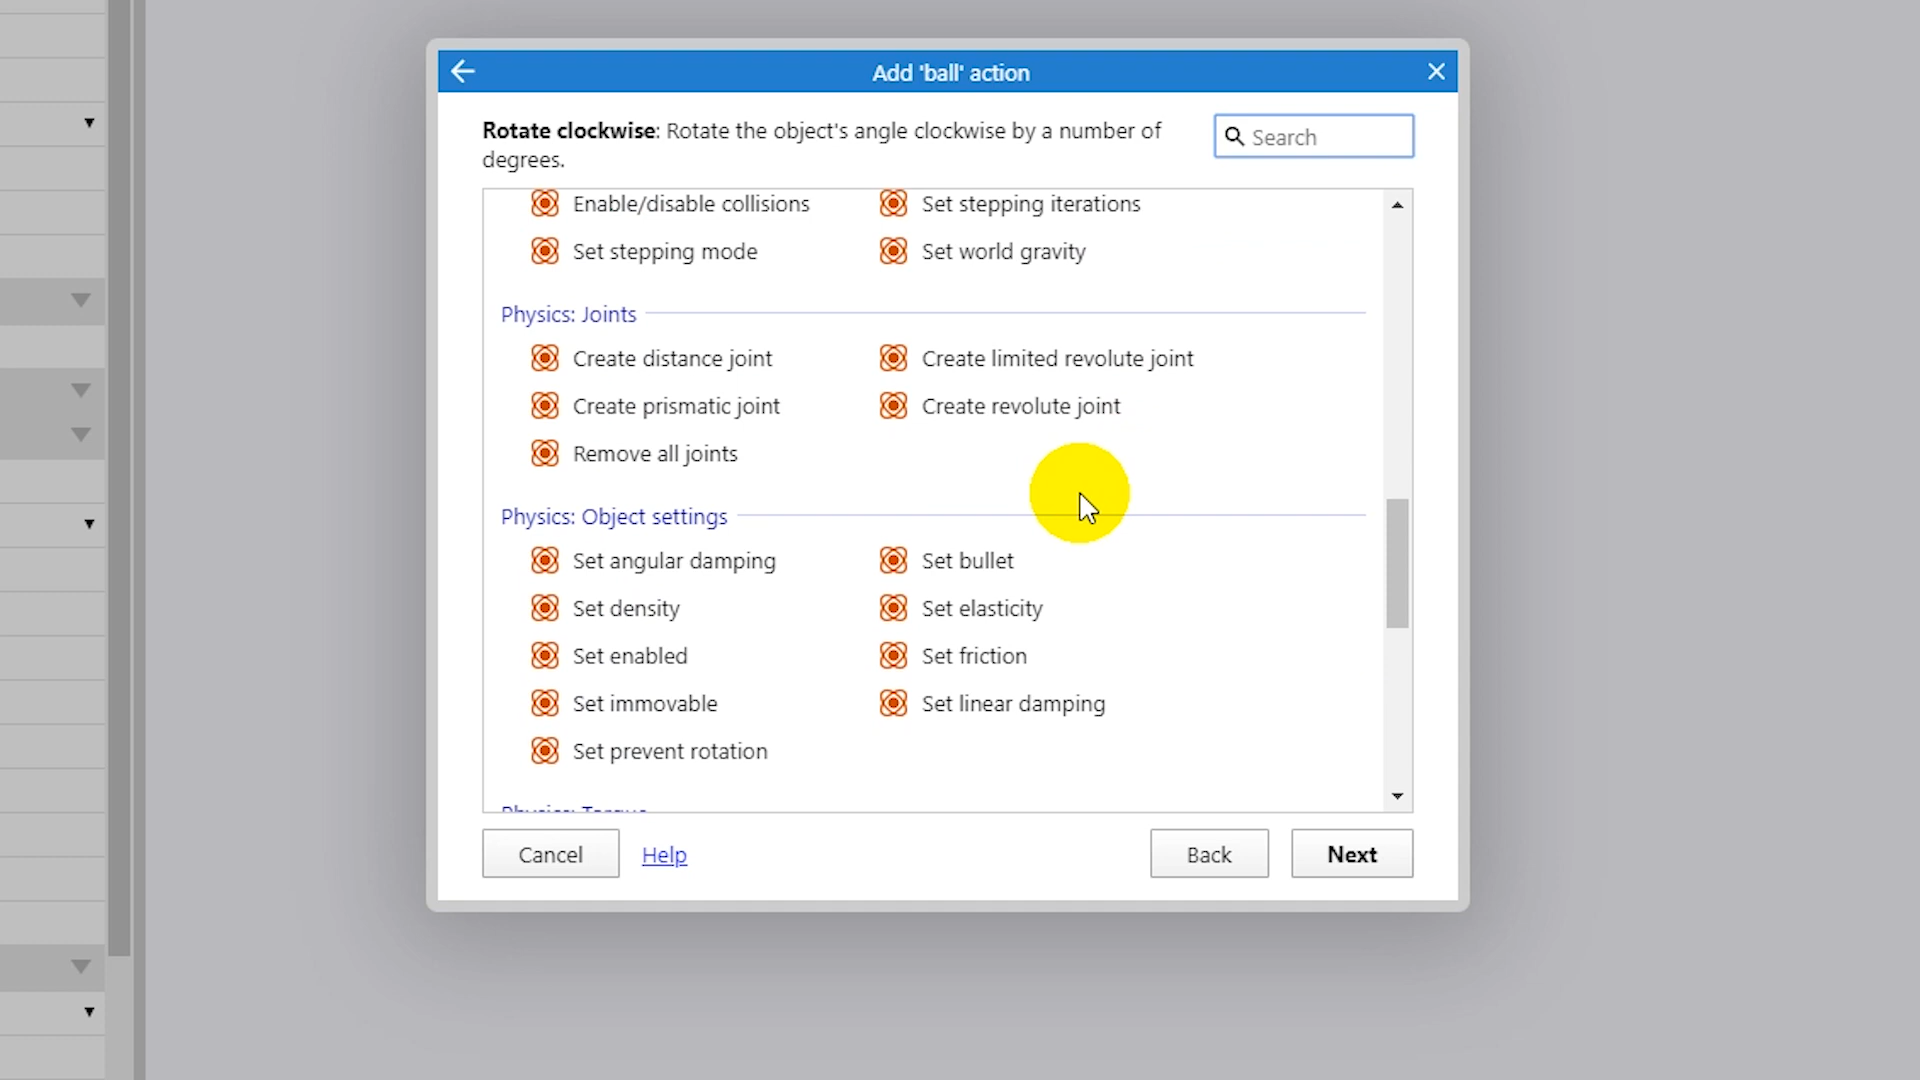 Add 'ball' action
Rotate clockwise: Rotate the object's angle clockwise by a number of
degrees.
Search
Enable/disable collisions
Set stepping iterations
Set stepping mode
Set world gravity
Physics: Joints
Create distance joint
Create limited revolute joint
Create prismatic joint
Create revolute joint
Remove all joints
Physics: Object settings
Set angular damping
Set bullet
Set density
Set elasticity
Set enabled
Set friction
Set immovable
Set linear damping
Set prevent rotation
Physics: Torque
Cancel
Help
Back
Next